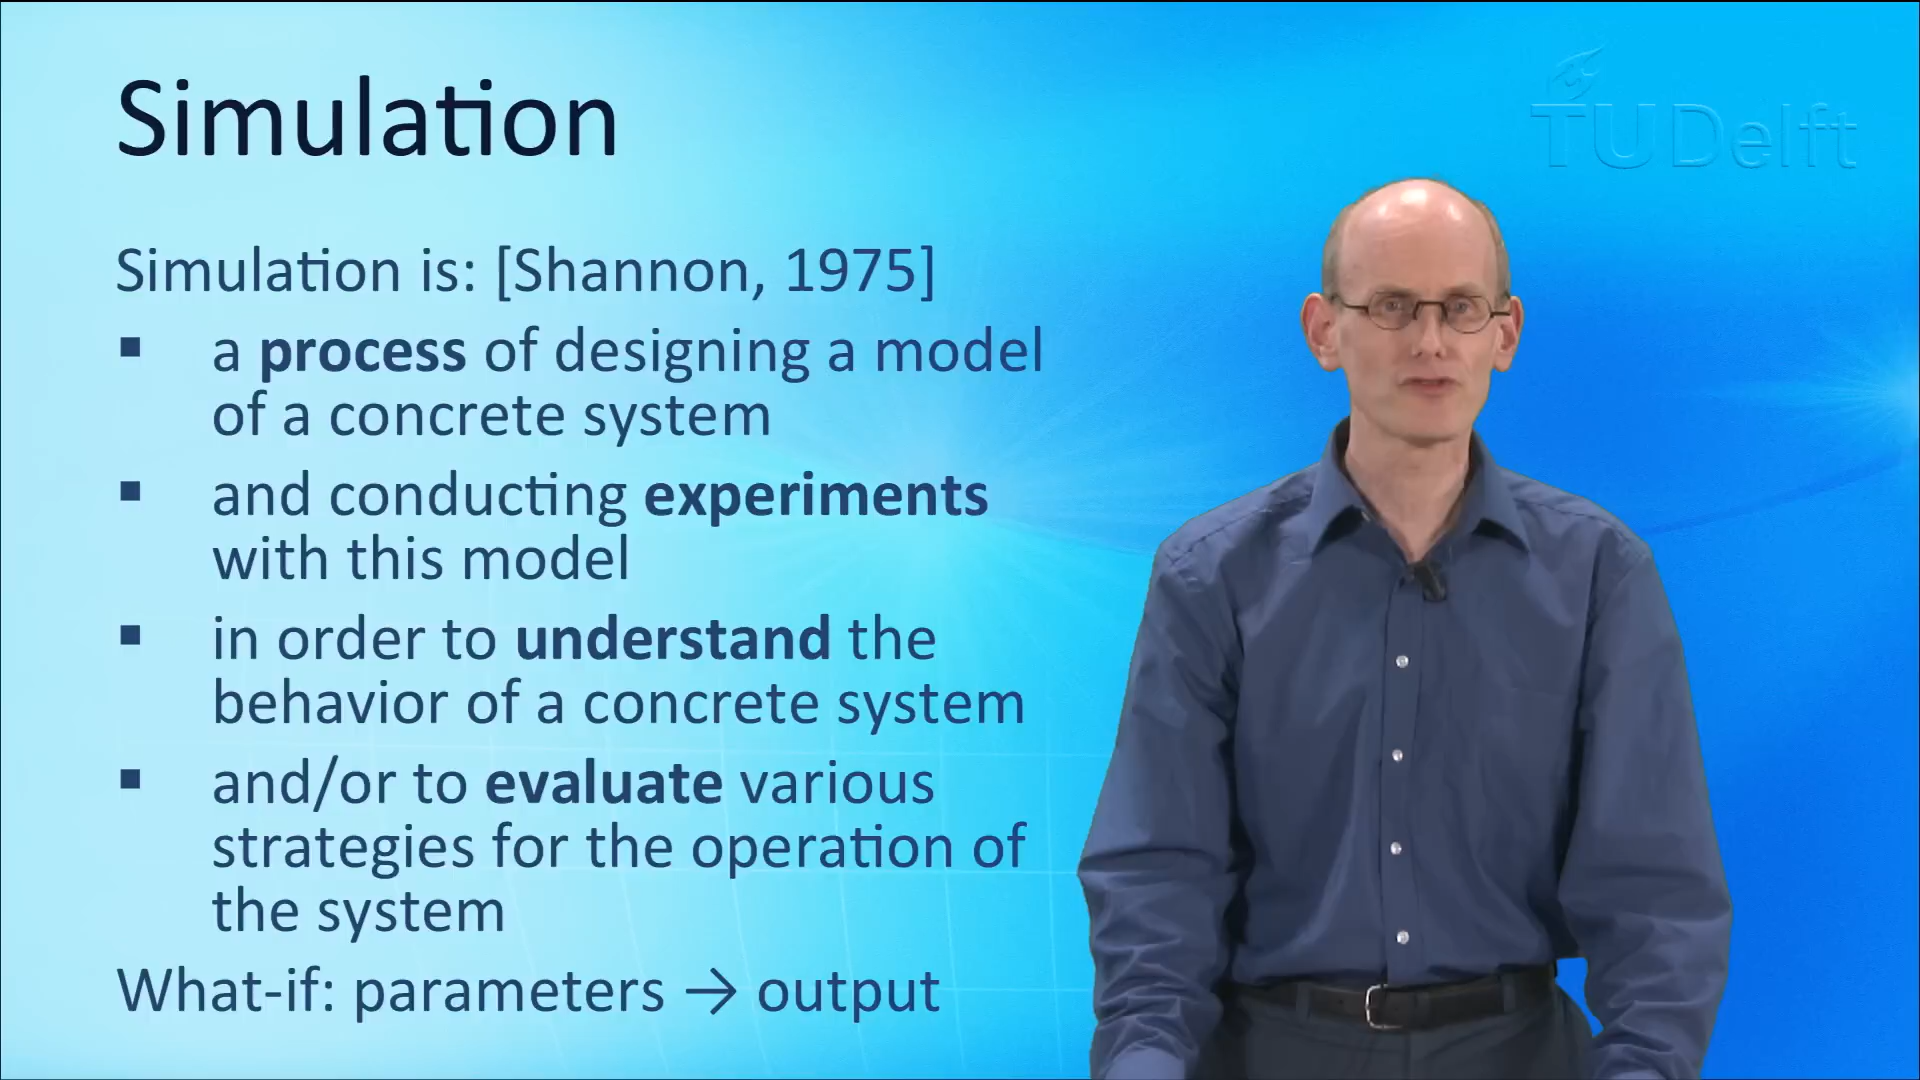 Simulation
TUDelft
Simulation is: [Shannon, 1975]
▪ a process of designing a model
of a concrete system
▪ and conducting experiments
with this model
▪ in order to understand the
behavior of a concrete system
▪ and/or to evaluate various
strategies for the operation of
the system
What-if: parameters → output